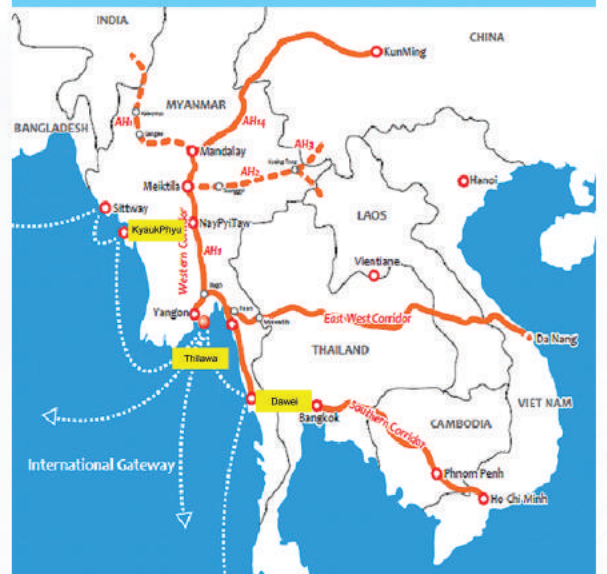 INDIA
CHINA
KunMing
MYANMAR
AH1
AH14
BANGLADESH
Mandalay
AH3
Hanoi
Meiktila
AH2
LAOS
Sittway
KyaukPhyu
NayPyiTaw
Western Corridor
AH1
Vientiane
Yangon
East-West Corridor
Da Nang
THAILAND
Thilawa
Dawei
VIET NAM
Bangkok
Southern Corridor
CAMBODIA
International Gateway
Phnom Penh
Ho Chi Minh